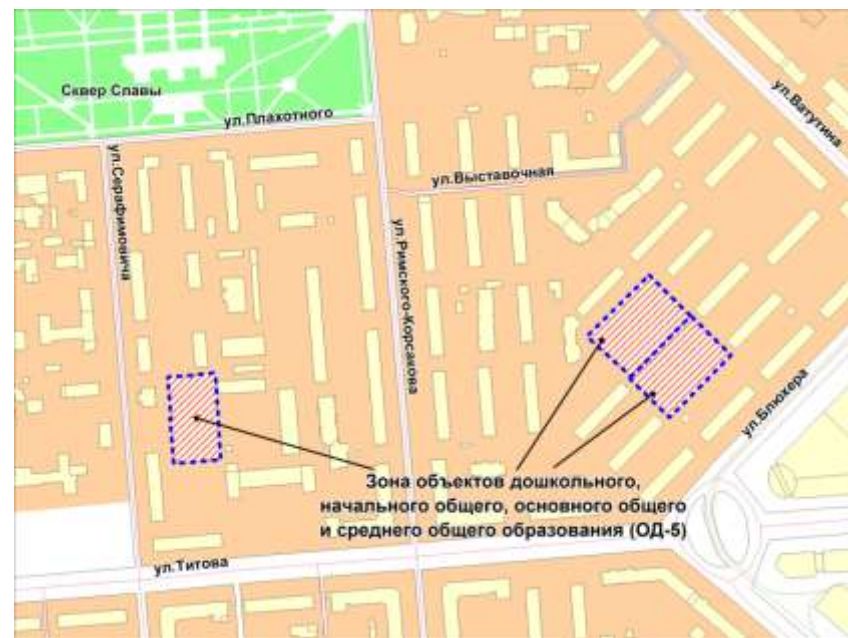 Сквер Славы
ул.Плахотного
ул.Ватутина
ул.Серафимовича
ул.Выставочная
ул.Римского-Корсакова
ул.Блюхера
Зона объектов дошкольного,
начального общего, основного общего
и среднего общего образования (ОД-5)
ул.Титова